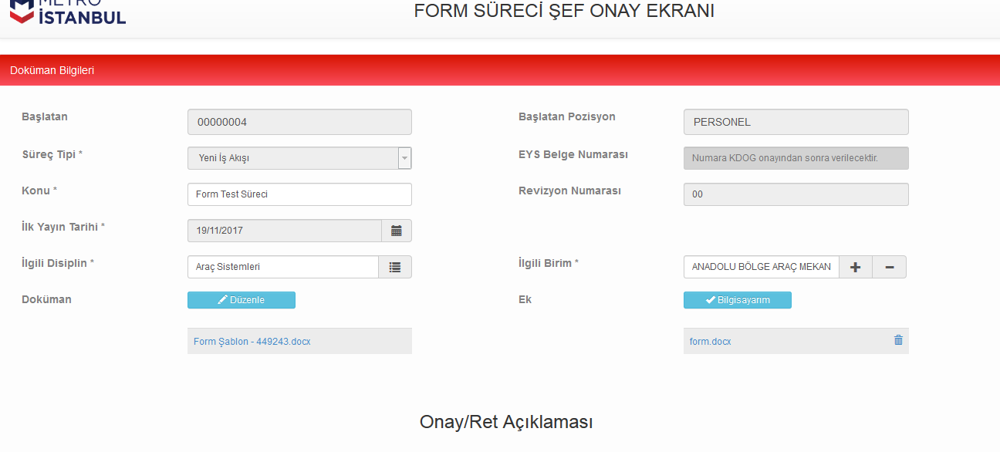 METRO
İSTANBUL
FORM SÜRECİ ŞEF ONAY EKRANI
Doküman Bilgileri
Başlatan
00000004
Başlatan Pozisyon
PERSONEL
Süreç Tipi *
Yeni İş Akışı
EYS Belge Numarası
Numara KDOG onayından sonra verilecektir.
Konu *
Form Test Süreci
Revizyon Numarası
00
İlk Yayın Tarihi *
19/11/2017
İlgili Disiplin *
Araç Sistemleri
İlgili Birim *
ANADOLU BÖLGE ARAÇ MEKAN
Doküman
Düzenle
Ek
Bilgisayarım
Form Şablon - 449243.docx
form.docx
Onay/Ret Açıklaması